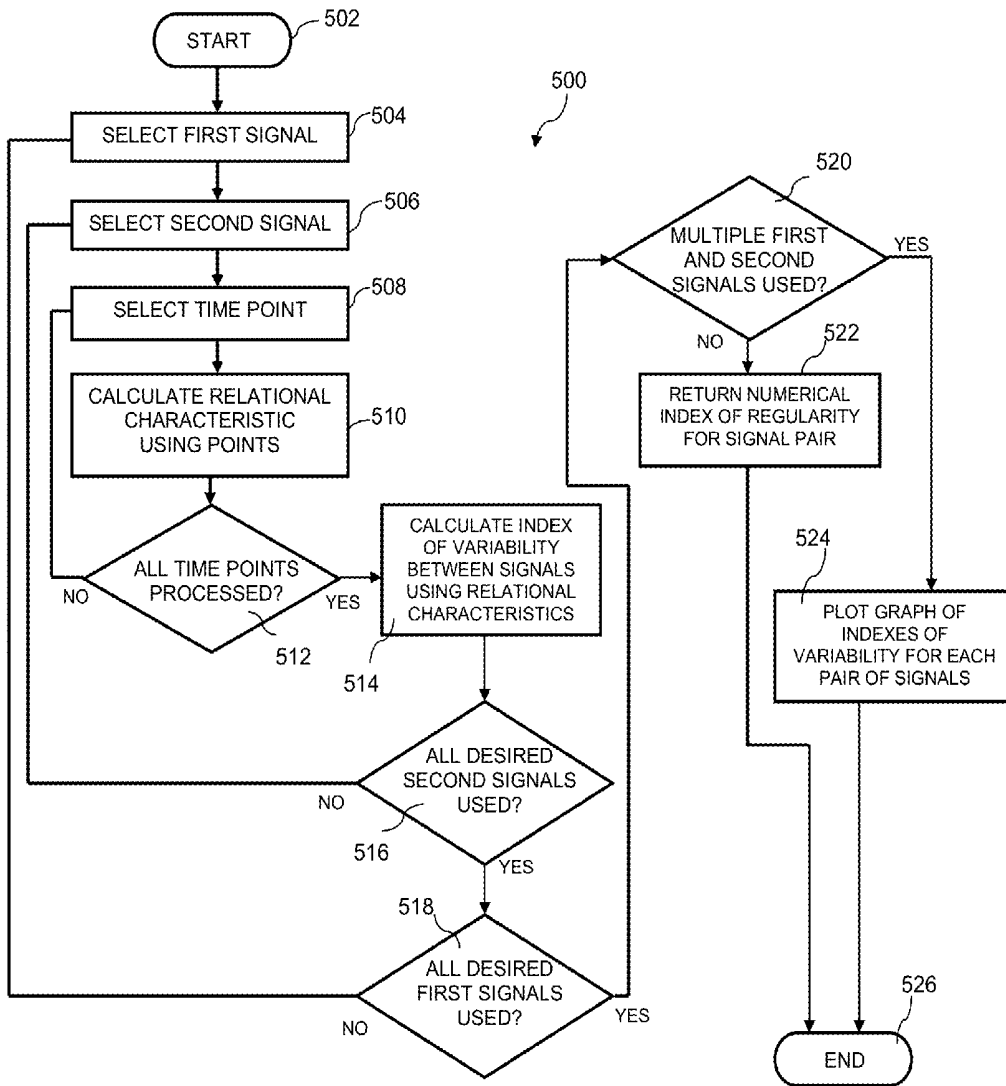 START
502
500
SELECT FIRST SIGNAL
504
SELECT SECOND SIGNAL
506
SELECT TIME POINT
508
CALCULATE RELATIONAL
CHARACTERISTIC
USING POINTS
510
ALL TIME POINTS
PROCESSED?
NO
YES
512
CALCULATE INDEX
OF VARIABILITY
BETWEEN SIGNALS
USING RELATIONAL
CHARACTERISTICS
514
ALL DESIRED
SECOND SIGNALS
USED?
NO
516
YES
518
ALL DESIRED
FIRST SIGNALS
USED?
NO
YES
520
MULTIPLE FIRST
AND SECOND
SIGNALS USED?
YES
NO
522
RETURN NUMERICAL
INDEX OF REGULARITY
FOR SIGNAL PAIR
524
PLOT GRAPH OF
INDEXES OF
VARIABILITY FOR EACH
PAIR OF SIGNALS
526
END